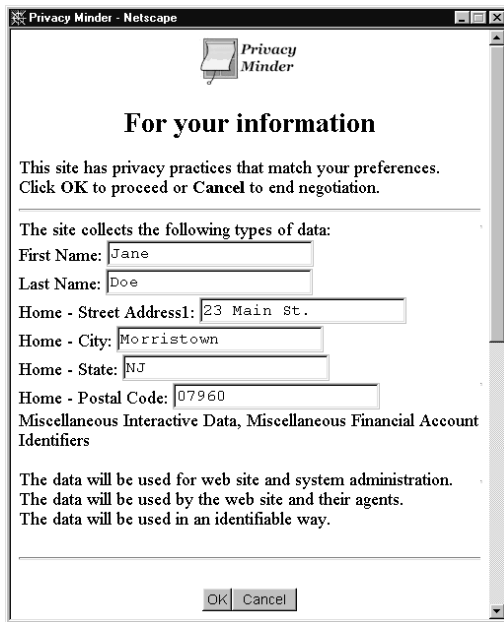 Privacy Minder - Netscape
Privacy
Minder
For your information
This site has privacy practices that match your preferences.
Click OK to proceed or Cancel to end negotiation.
The site collects the following types of data:
First Name: Jane
Last Name: Doe
Home - Street Address1: 23 Main St.
Home - City: Morristown
Home - State: NJ
Home - Postal Code: 07960
Miscellaneous Interactive Data, Miscellaneous Financial Account
Identifiers
The data will be used for web site and system administration.
The data will be used by the web site and their agents.
The data will be used in an identifiable way.
OK Cancel